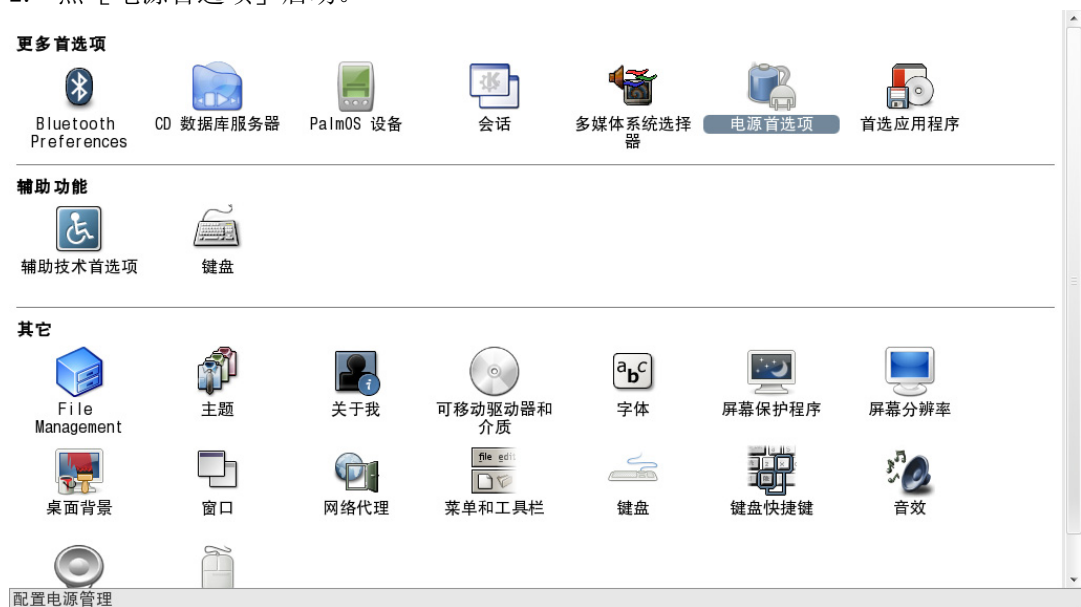 更多首选项
Bluetooth
Preferences
CD 数据库服务器
PalmOS 设备
会话
多媒体系统选择
器
电源首选项
首选应用程序
辅助功能
辅助技术首选项
键盘
其它
File
Management
主题
关于我
可移动驱动器和
介质
字体
屏幕保护程序
屏幕分辨率
桌面背景
窗口
网络代理
file edit
菜单和工具栏
键盘
键盘快捷键
音效
配置电源管理